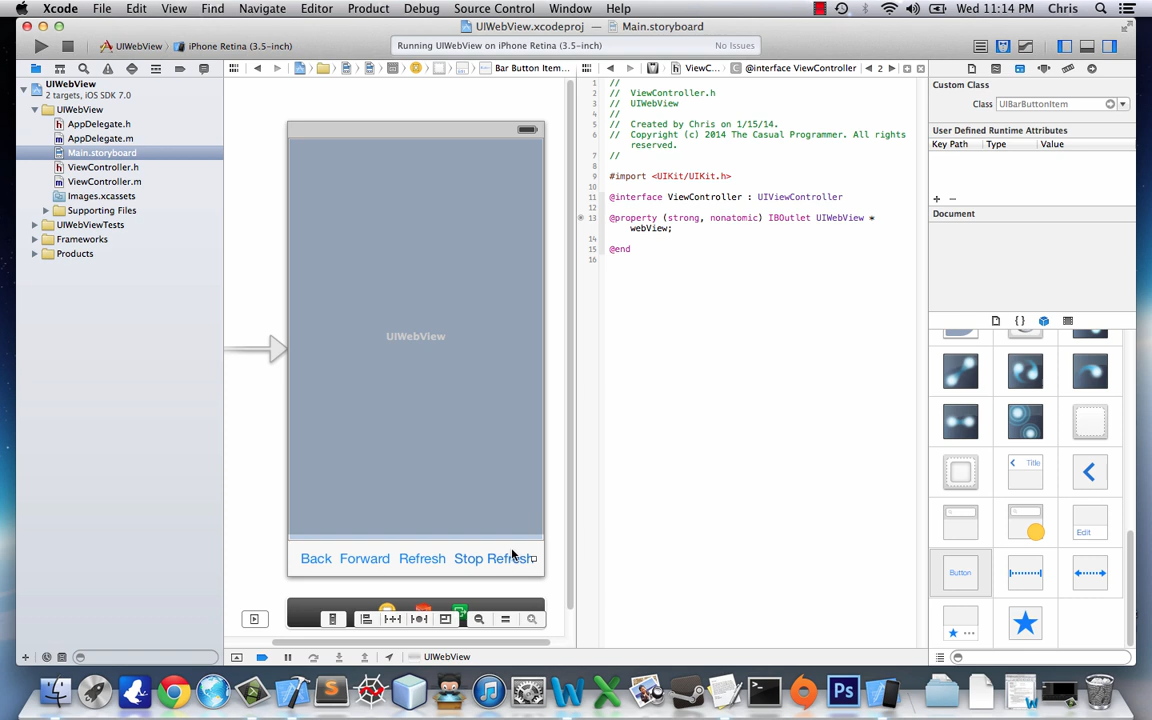 Xcode File Edit View Find Navigate Editor Product Debug Source Control Window Help Wed 11:14 PM Chris
UIWebView.xcodeproj — Main.storyboard
UIWebView iPhone Retina (3.5-inch)
Running UIWebView on iPhone Retina (3.5-inch) No Issues
Bar Button Item... ViewC... @interface ViewController 2
UIWebView
2 targets, iOS SDK 7.0
UIWebView
AppDelegate.h
AppDelegate.m
Main.storyboard
ViewController.h
ViewController.m
Images.xcassets
Supporting Files
UIWebViewTests
Frameworks
Products
UIWebView
Back Forward Refresh Stop Refresh
1 //
2 // ViewController.h
3 // UIWebView
4 //
5 // Created by Chris on 1/15/14.
6 // Copyright (c) 2014 The Casual Programmer. All rights
reserved.
7 //
8
9 #import <UIKit/UIKit.h>
10
11 @interface ViewController : UIViewController
12
13 @property (strong, nonatomic) IBOutlet UIWebView *
webView;
14
15 @end
16
Custom Class
Class UIBarButtonItem
User Defined Runtime Attributes
Key Path Type Value
Document
Title
Edit
Button
UIWebView